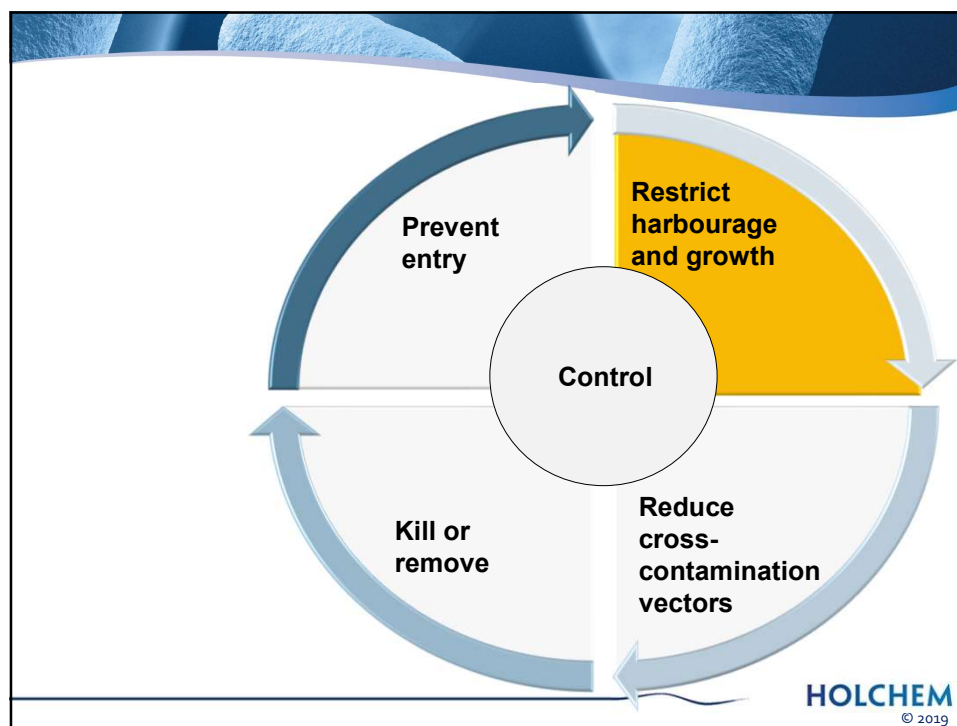 Prevent
entry
Restrict
harbourage
and growth
Control
Kill or
remove
Reduce
cross-
contamination
vectors
HOLCHEM
© 2019